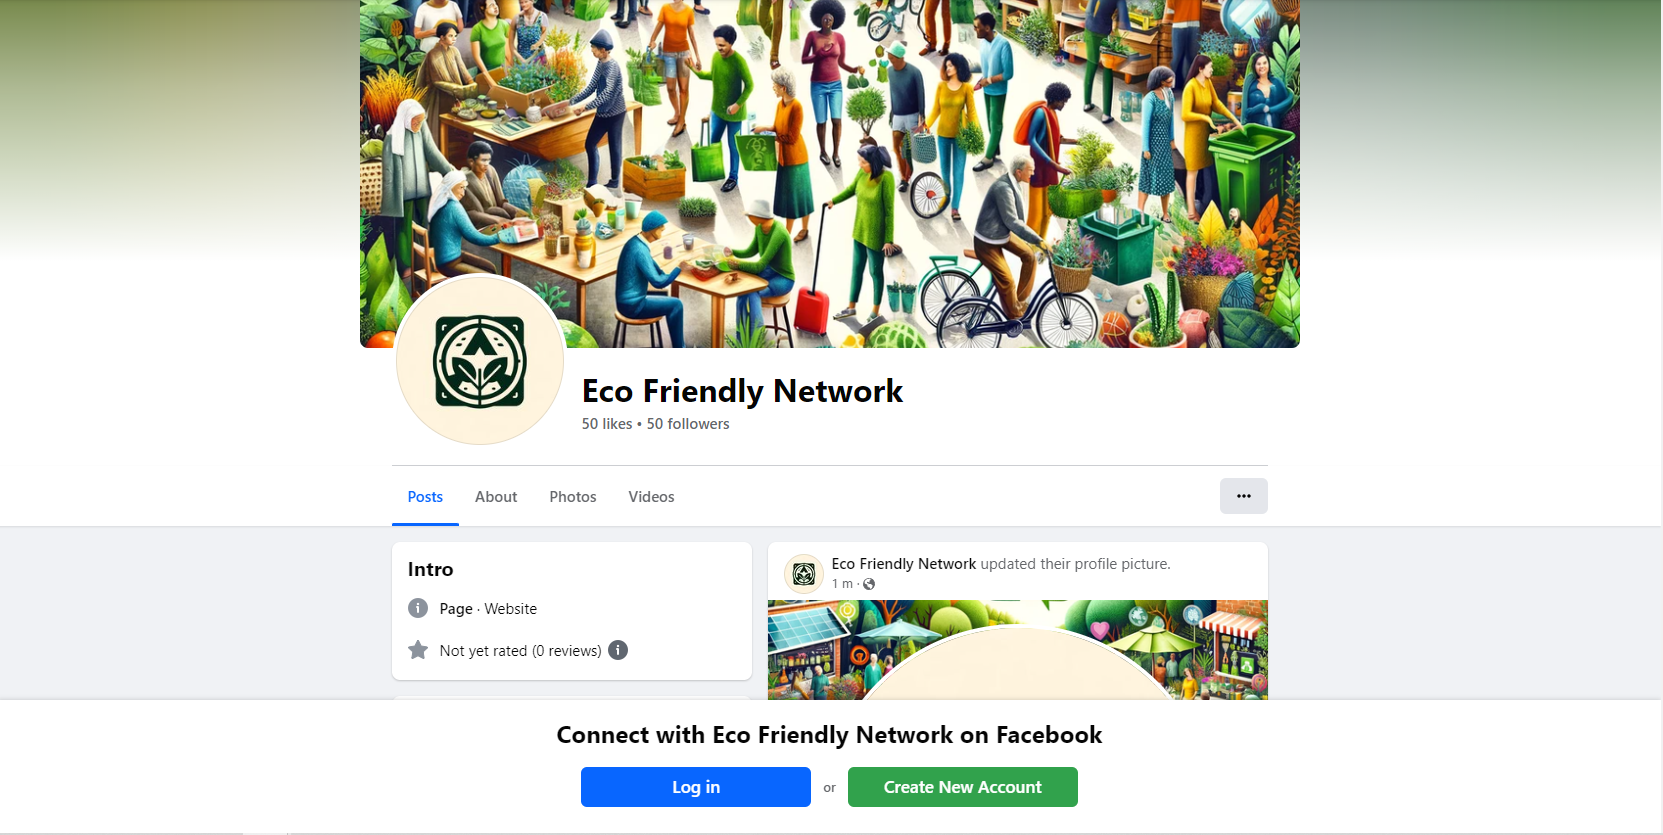 Eco Friendly Network
50 likes • 50 followers
Posts
About
Photos
Videos
Intro
Page · Website
Not yet rated (0 reviews)
Eco Friendly Network updated their profile picture.
1 m ·
Connect with Eco Friendly Network on Facebook
Log in
or
Create New Account